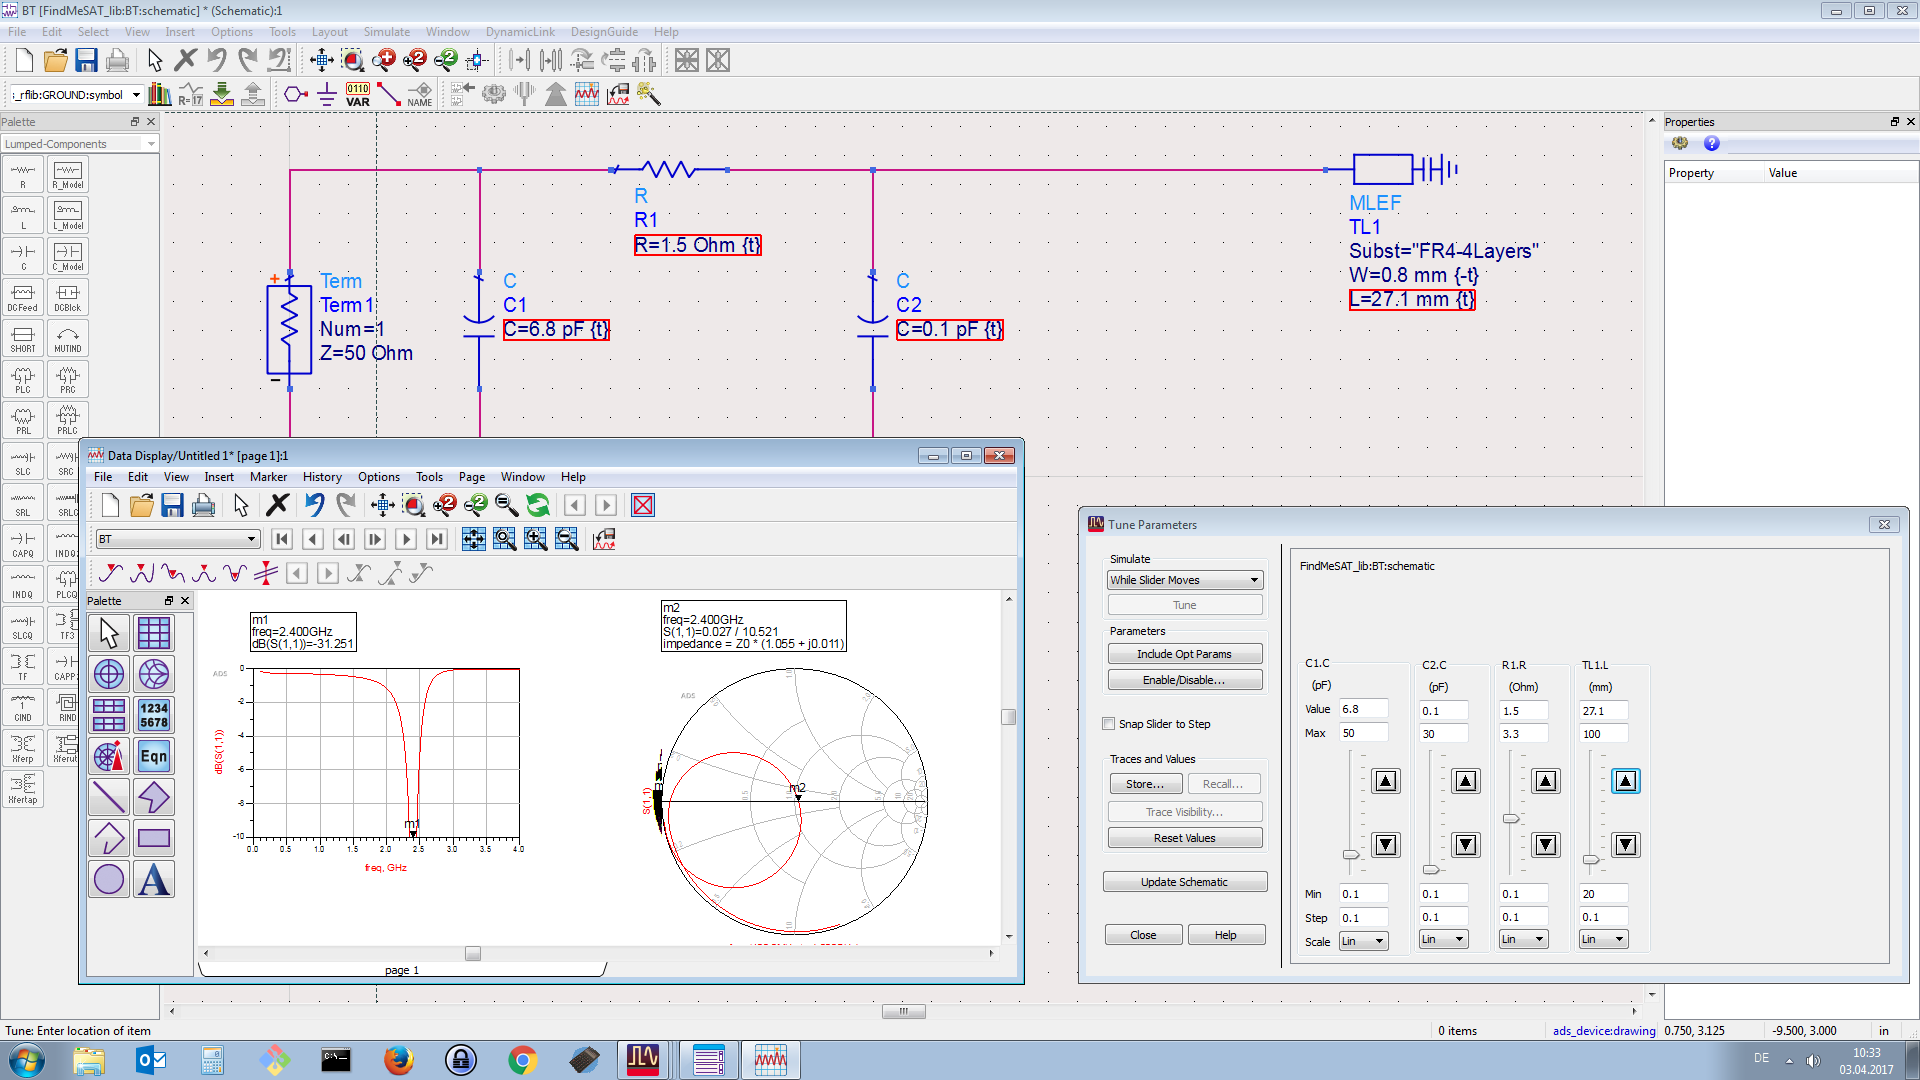 BT [FindMeSAT_lib:BT:schematic] * (Schematic):1
File Edit Select View Insert Options Tools Layout Simulate Window DynamicLink DesignGuide Help
0110
VAR
NAME
R=17
:_rflib:GROUND:symbol
Palette
Lumped-Components
R R_Model
L L_Model
C C_Model
DCFeed DCBlck
SHORT MUTIND
PLC PRC
PRL PRLC
SLC SRC
SRL SRLC
CAPQ INDQ
INDQ PLCQ
SLCQ TF3
TF CAPP
CIND RIND
Xferp Xferut
Xfertap
R
R1
R=1.5 Ohm {t}
MLEF
TL1
Subst="FR4-4Layers"
W=0.8 mm {-t}
L=27.1 mm {t}
+
Term
Term1
Num=1
Z=50 Ohm
C
C1
C=6.8 pF {t}
C
C2
C=0.1 pF {t}
Properties
Property Value
Data Display/Untitled 1* [page 1]:1
File Edit View Insert Marker History Options Tools Page Window Help
BT
Palette
1234
5678
Eqn
A
m1
freq=2.400GHz
dB(S(1,1))=-31.251
ADS
0
-2
-4
-6
-8
-10
dB(S(1,1))
m1
0.0 0.5 1.0 1.5 2.0 2.5 3.0 3.5 4.0
freq, GHz
m2
freq=2.400GHz
S(1,1)=0.027 / 10.521
impedance = Z0 * (1.055 + j0.011)
ADS
m2
S(1,1)
page 1
Tune Parameters
Simulate
While Slider Moves
Tune
Parameters
Include Opt Params
Enable/Disable...
Snap Slider to Step
Traces and Values
Store... Recall...
Trace Visibility...
Reset Values
Update Schematic
Close Help
FindMeSAT_lib:BT:schematic
C1.C C2.C R1.R TL1.L
(pF) (pF) (Ohm) (mm)
Value 6.8 0.1 1.5 27.1
Max 50 30 3.3 100
Min 0.1 0.1 0.1 20
Step 0.1 0.1 0.1 0.1
Scale Lin Lin Lin Lin
Tune: Enter location of item
0 items ads_device:drawing 0.750, 3.125 -9.500, 3.000 in
DE
10:33
03.04.2017